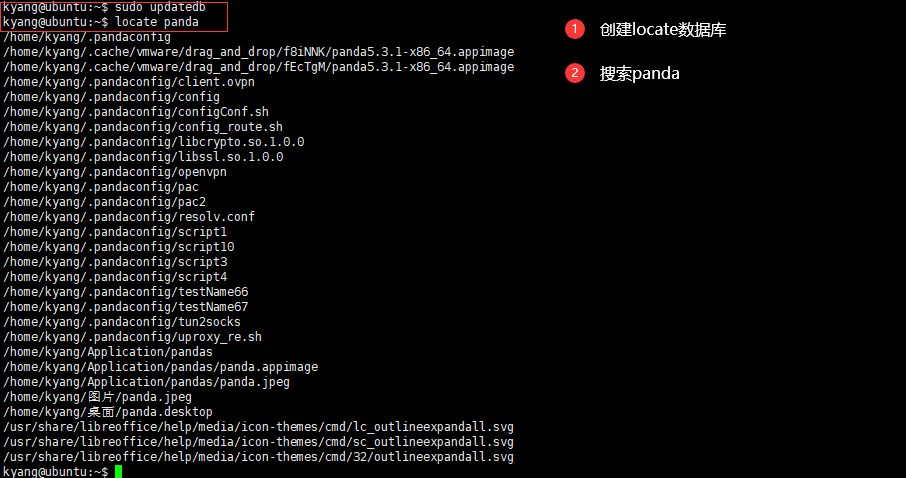 kyang@ubuntu:~$ sudo updatedb
kyang@ubuntu:~$ locate panda
/home/kyang/.pandaconfig
/home/kyang/.cache/vmware/drag_and_drop/f8iNNK/panda5.3.1-x86_64.appimage
/home/kyang/.cache/vmware/drag_and_drop/fEcTgM/panda5.3.1-x86_64.appimage
/home/kyang/.pandaconfig/client.ovpn
/home/kyang/.pandaconfig/config
/home/kyang/.pandaconfig/configConf.sh
/home/kyang/.pandaconfig/config_route.sh
/home/kyang/.pandaconfig/libcrypto.so.1.0.0
/home/kyang/.pandaconfig/libssl.so.1.0.0
/home/kyang/.pandaconfig/openvpn
/home/kyang/.pandaconfig/pac
/home/kyang/.pandaconfig/pac2
/home/kyang/.pandaconfig/resolv.conf
/home/kyang/.pandaconfig/script1
/home/kyang/.pandaconfig/script10
/home/kyang/.pandaconfig/script3
/home/kyang/.pandaconfig/script4
/home/kyang/.pandaconfig/testName66
/home/kyang/.pandaconfig/testName67
/home/kyang/.pandaconfig/tun2socks
/home/kyang/.pandaconfig/uproxy_re.sh
/home/kyang/Application/pandas
/home/kyang/Application/pandas/panda.appimage
/home/kyang/Application/pandas/panda.jpeg
/home/kyang/图片/panda.jpeg
/home/kyang/桌面/panda.desktop
/usr/share/libreoffice/help/media/icon-themes/cmd/lc_outlineexpandall.svg
/usr/share/libreoffice/help/media/icon-themes/cmd/sc_outlineexpandall.svg
/usr/share/libreoffice/help/media/icon-themes/cmd/32/outlineexpandall.svg
kyang@ubuntu:~$
1 创建locate数据库
2 搜索panda